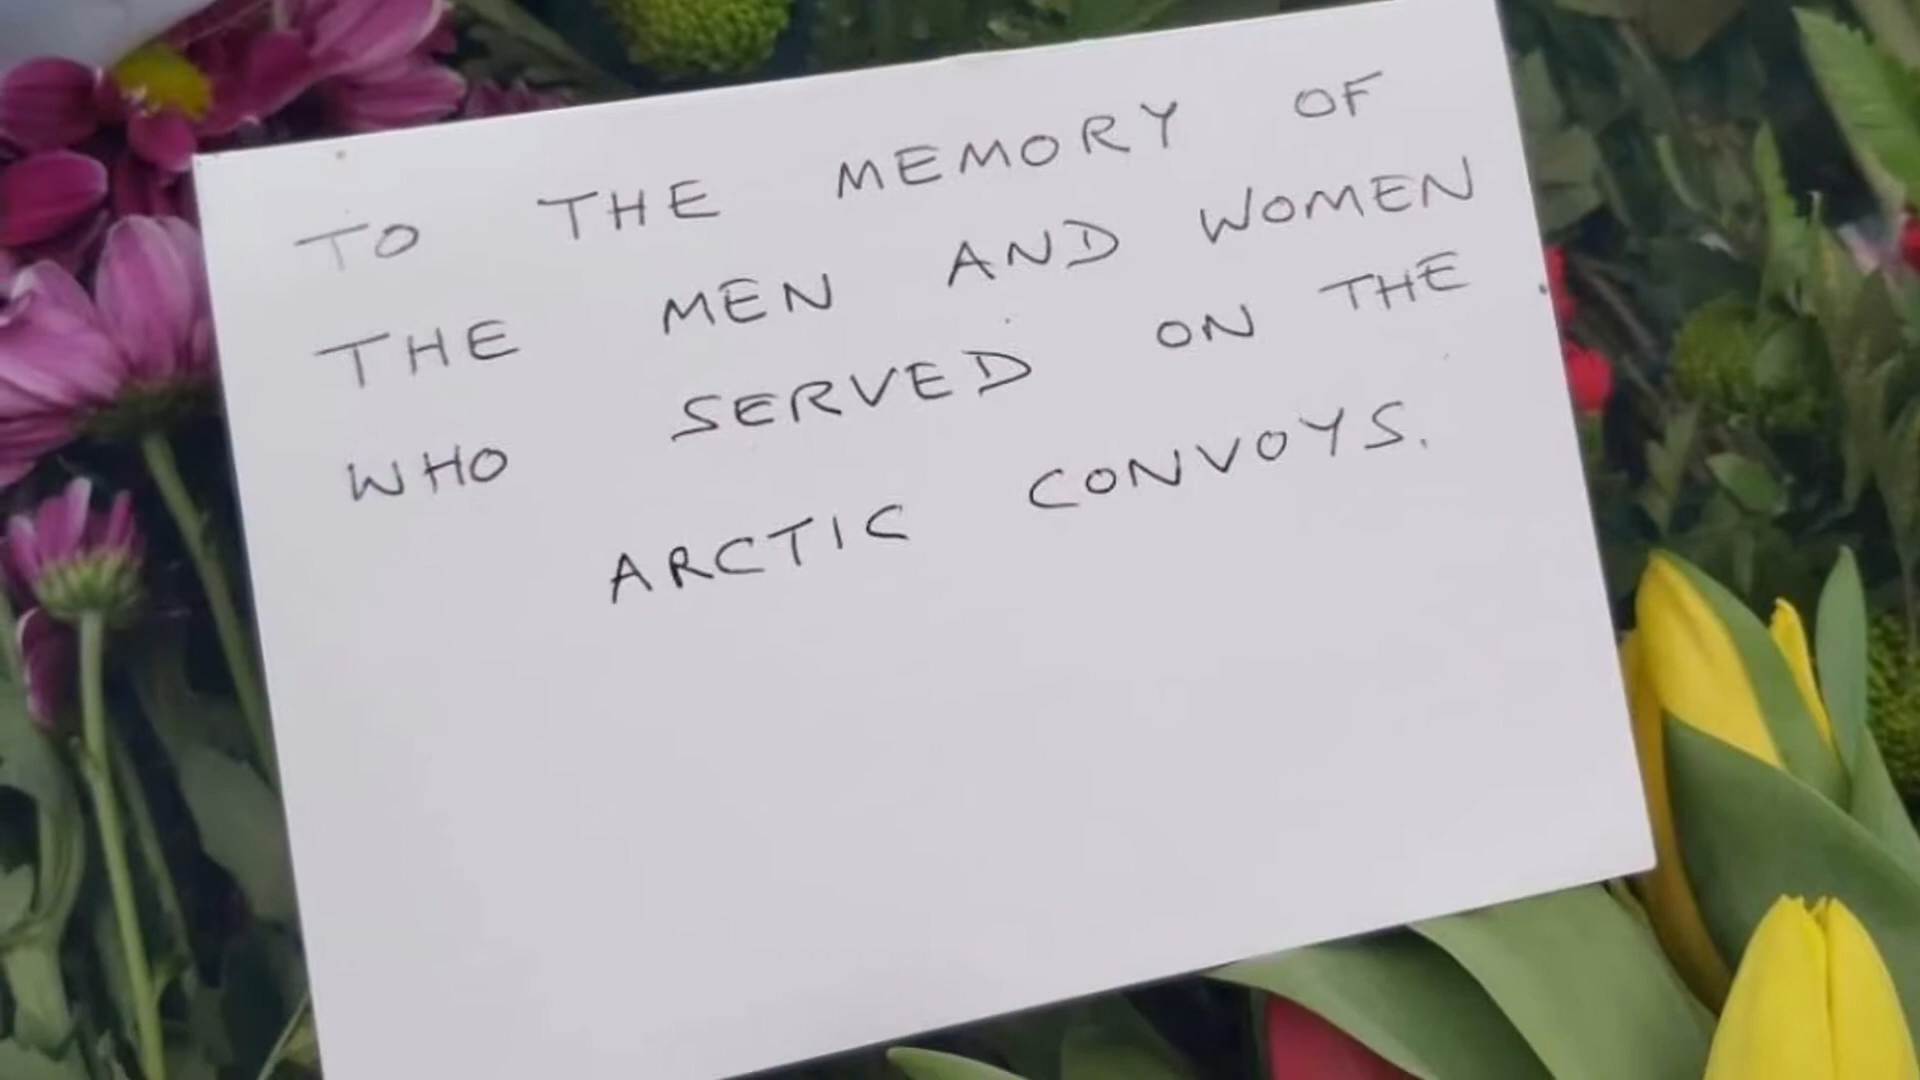 TO THE MEMORY OF
THE MEN AND WOMEN
WHO SERVED ON THE
ARCTIC CONVOYS.